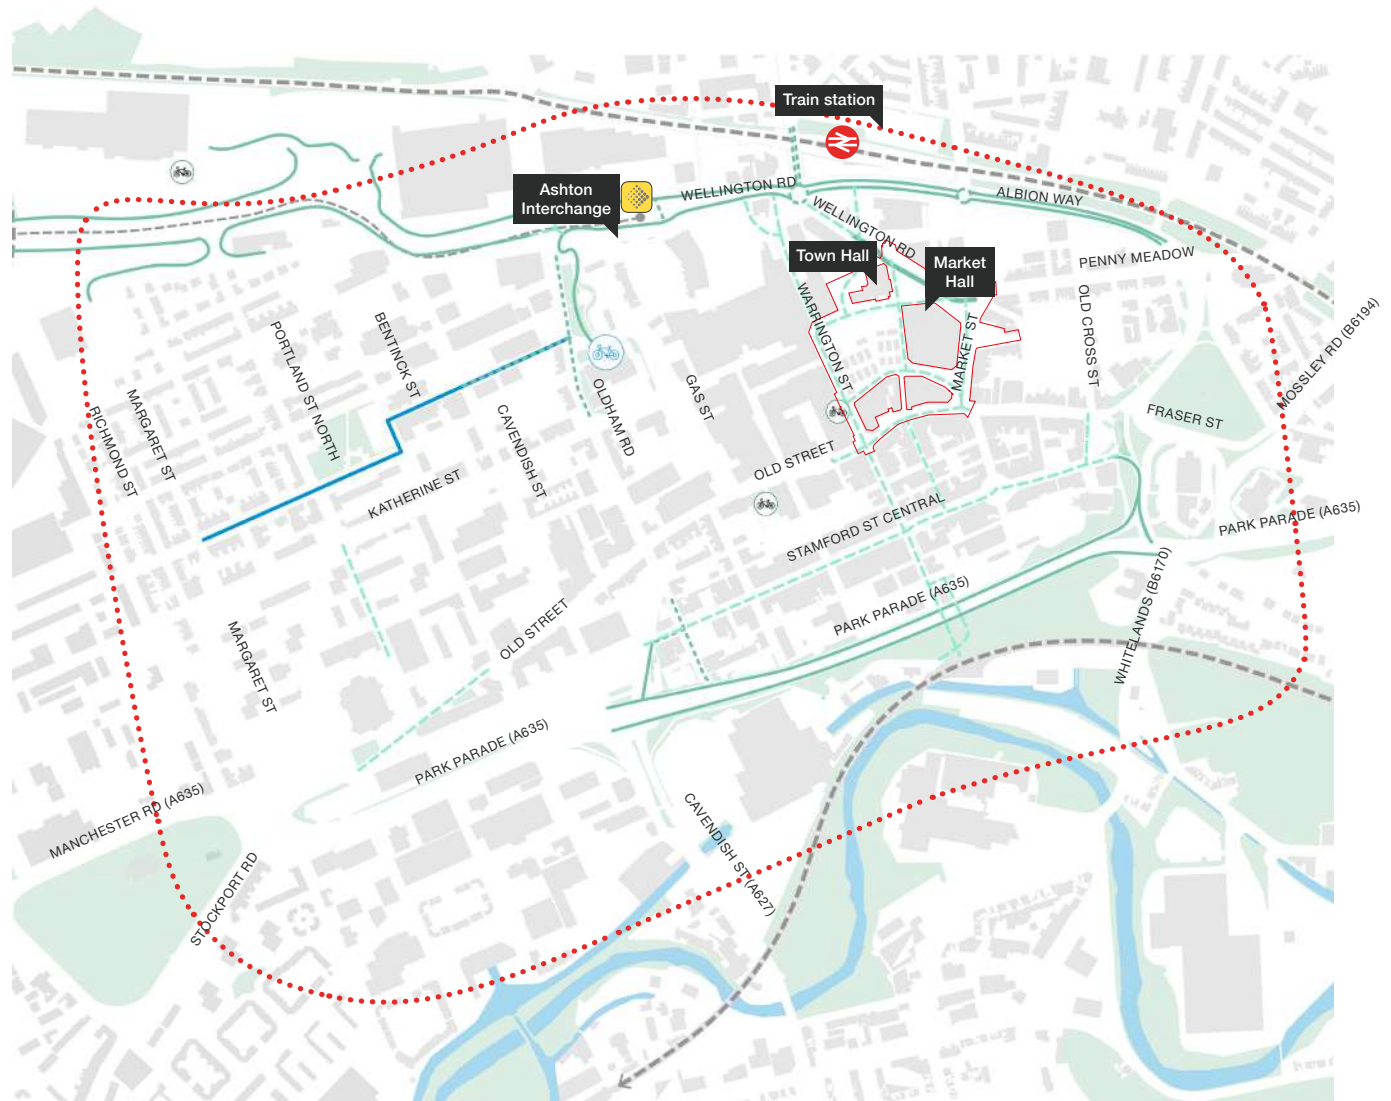 Train station
Ashton
Interchange
WELLINGTON RD
ALBION WAY
WELLINGTON RD
Town Hall
Market
Hall
PENNY MEADOW
OLD CROSS ST
MOSSLEY RD (B6194)
WARRINGTON ST
MARKET ST
PORTLAND ST NORTH
BENTINCK ST
MARGARET ST
RICHMOND ST
OLDHAM RD
GAS ST
CAVENDISH ST
FRASER ST
KATHERINE ST
OLD STREET
STAMFORD ST CENTRAL
PARK PARADE (A635)
PARK PARADE (A635)
WHITELANDS (B6170)
MARGARET ST
OLD STREET
PARK PARADE (A635)
MANCHESTER RD (A635)
STOCKPORT RD
CAVENDISH ST (A627)